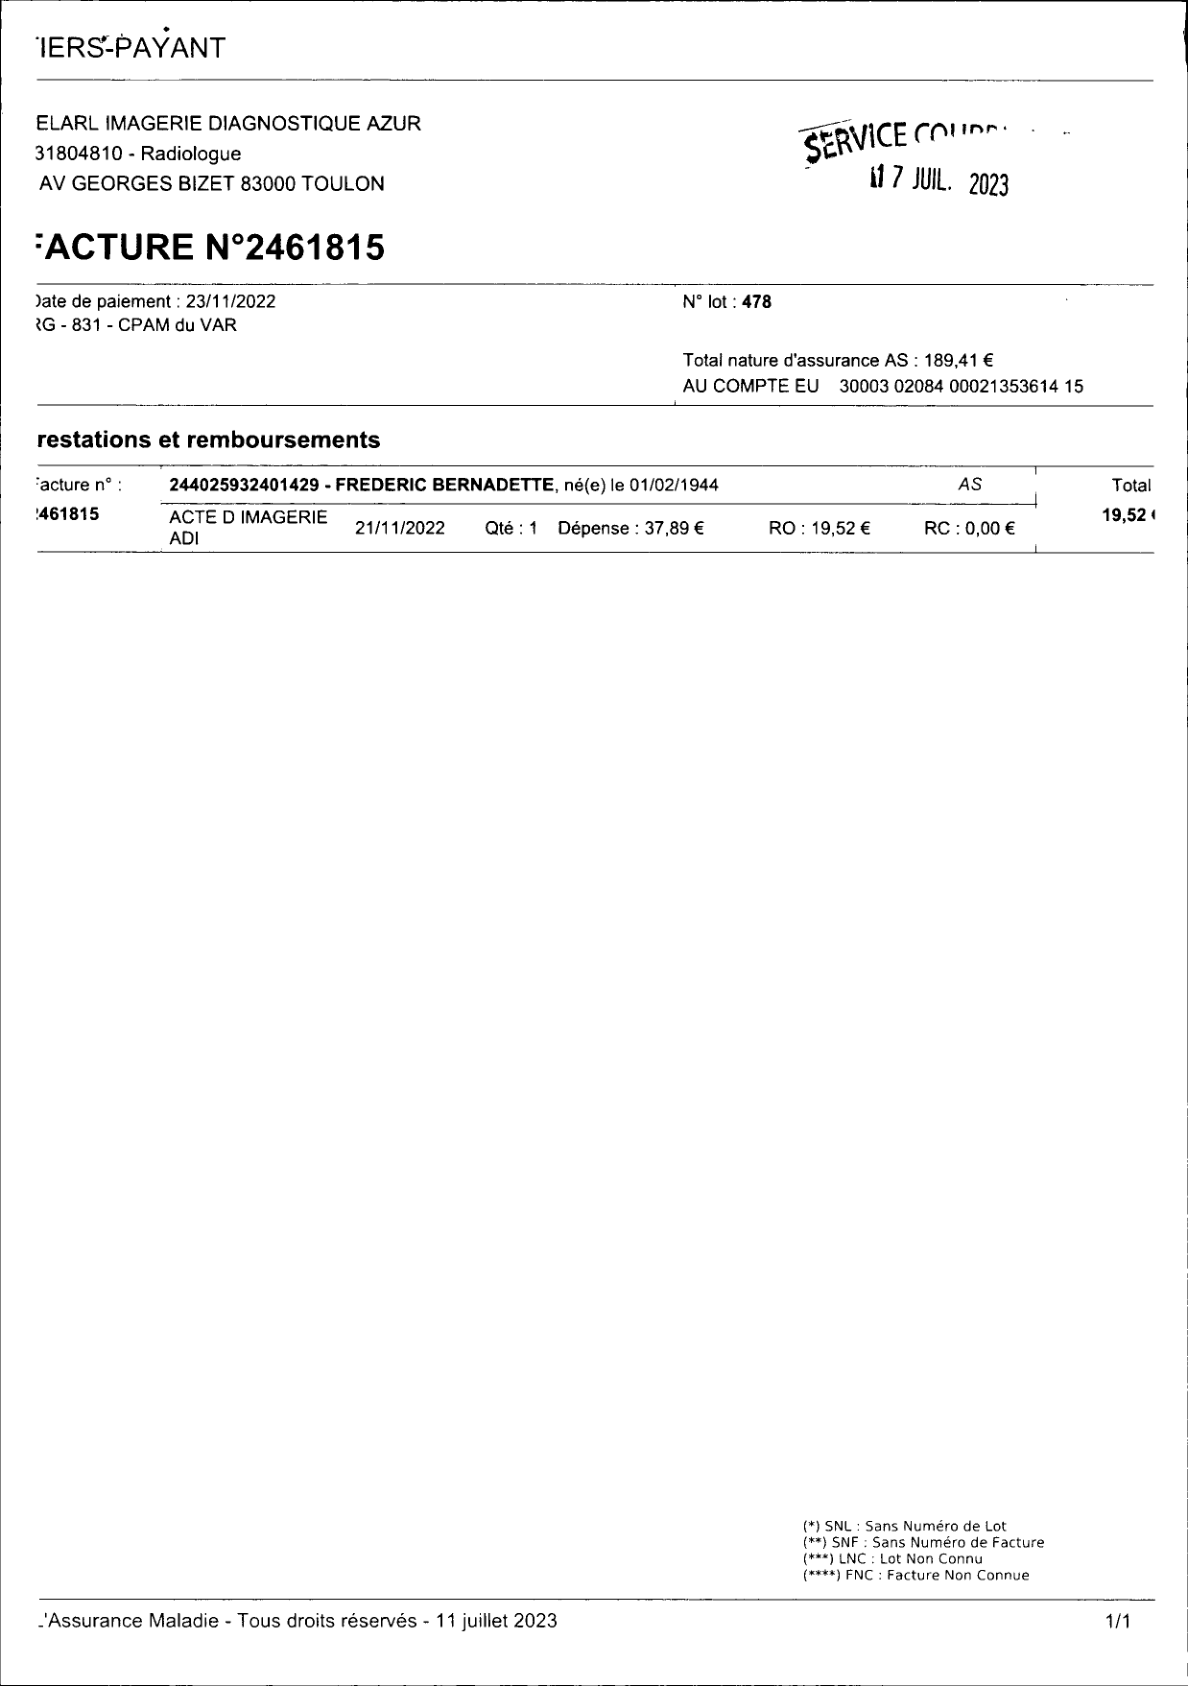 IERS-PAYANT
ELARL IMAGERIE DIAGNOSTIQUE AZUR
31804810 - Radiologue
AV GEORGES BIZET 83000 TOULON
SERVICE
17 JUIL. 2023
FACTURE N°2461815
Date de paiement : 23/11/2022
RG - 831 - CPAM du VAR
N° lot : 478
Total nature d'assurance AS : 189,41 €
AU COMPTE EU 30003 02084 00021353614 15
restations et remboursements
Facture n° : 244025932401429 - FREDERIC BERNADETTE, né(e) le 01/02/1944 AS Total
2461815 ACTE D IMAGERIE ADI 21/11/2022 Qté : 1 Dépense : 37,89 € RO : 19,52 € RC : 0,00 € 19,52 €
(*) SNL : Sans Numéro de Lot
(**) SNF : Sans Numéro de Facture
(***) LNC : Lot Non Connu
(****) FNC : Facture Non Connue
L'Assurance Maladie - Tous droits réservés - 11 juillet 2023 1/1